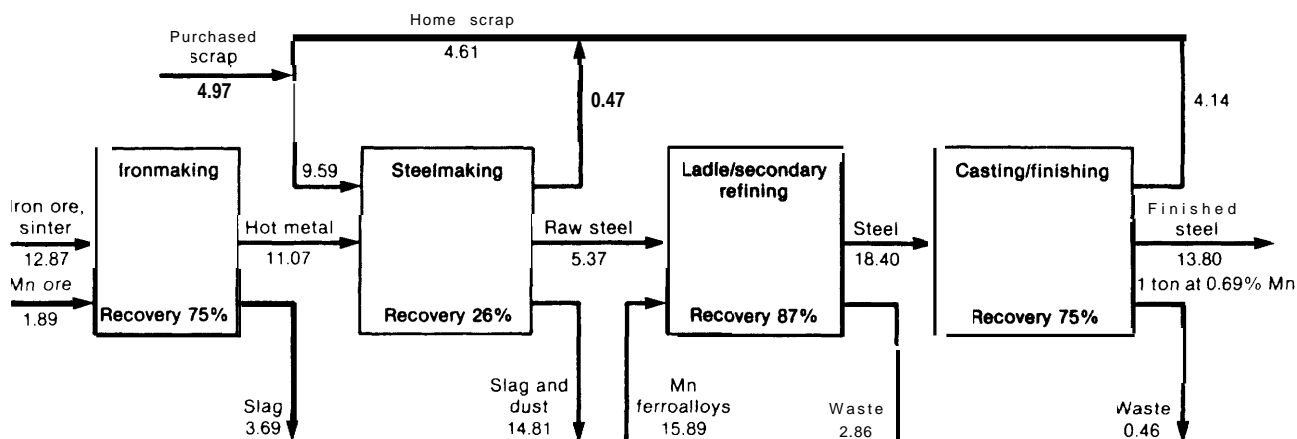 Home scrap
4.61
Purchased
scrap
4.97
0.47
4.14
9.59
Ironmaking
Recovery 75%
Steelmaking
Recovery 26%
Ladle/secondary
refining
Recovery 87%
Casting/finishing
Recovery 75%
Iron ore,
sinter
12.87
Mn ore
1.89
Hot metal
11.07
Raw steel
5.37
Steel
18.40
Finished
steel
13.80
1 ton at 0.69% Mn
Slag
3.69
Slag and
dust
14.81
Mn
ferroalloys
15.89
Waste
2.86
Waste
0.46